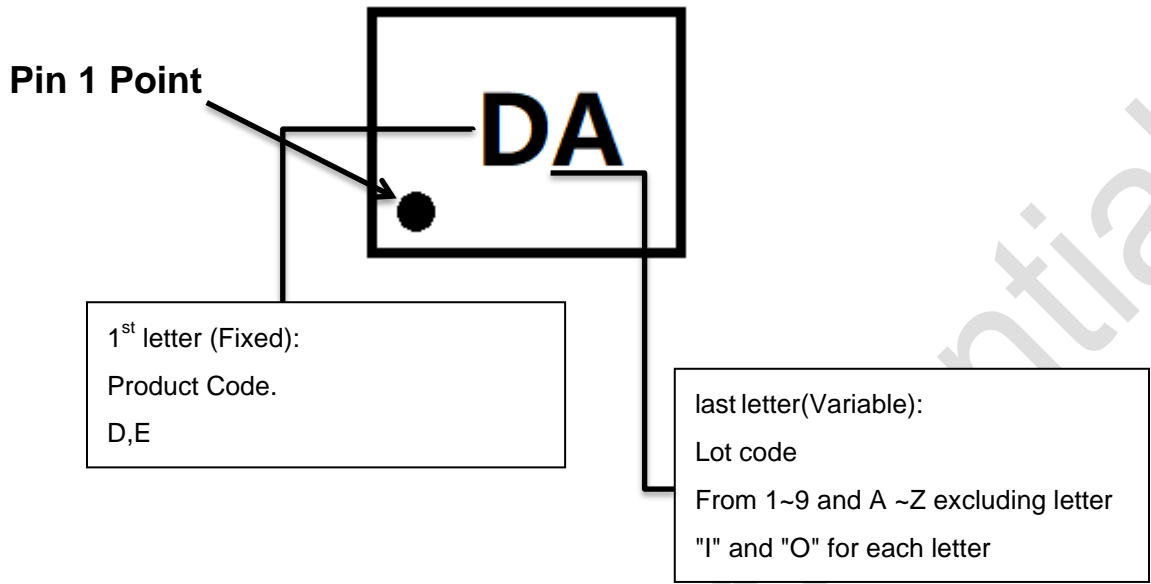 Pin 1 Point
DA
1st letter (Fixed):
Product Code.
D,E
last letter(Variable):
Lot code
From 1~9 and A ~Z excluding letter
"I" and "O" for each letter